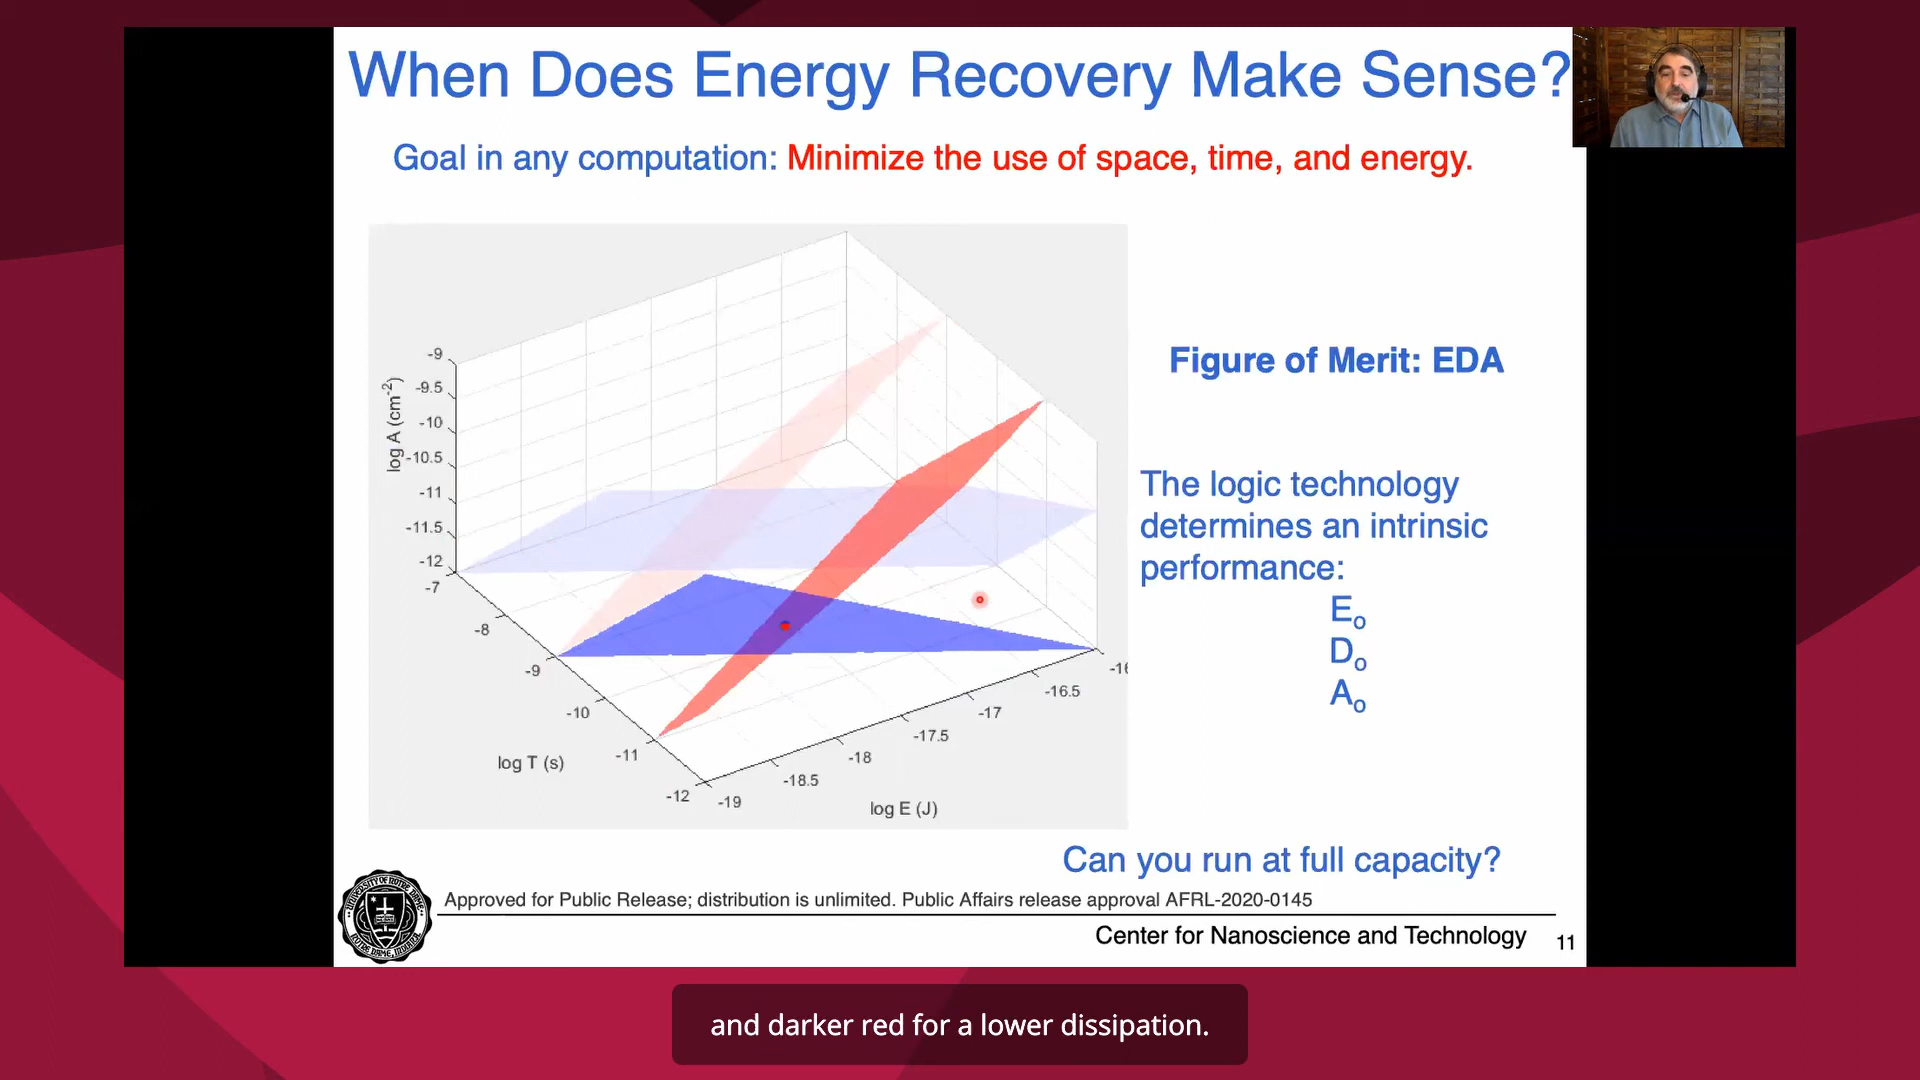 When Does Energy Recovery Make Sense?
Goal in any computation: Minimize the use of space, time, and energy.
log A (cm-2)
-9
-9.5
-10
-10.5
-11
-11.5
-12
-7
-8
-9
-10
-11
-12
log T (s)
-19
-18.5
-18
-17.5
-17
-16.5
-16
log E (J)
Figure of Merit: EDA
The logic technology
determines an intrinsic
performance:
Eo
Do
Ao
Can you run at full capacity?
Approved for Public Release; distribution is unlimited. Public Affairs release approval AFRL-2020-0145
Center for Nanoscience and Technology
11
and darker red for a lower dissipation.